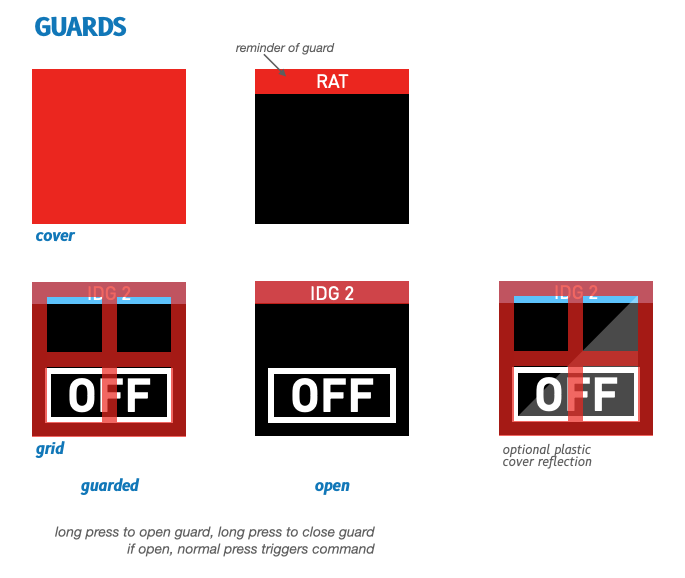 GUARDS
reminder of guard
RAT
cover
IDG 2
IDG 2
IDG 2
OFF
OFF
OFF
grid
optional plastic
cover reflection
guarded
open
long press to open guard, long press to close guard
if open, normal press triggers command